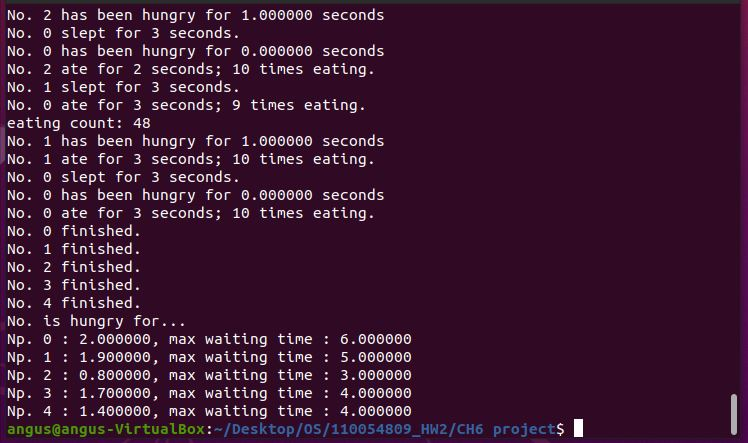 No. 2 has been hungry for 1.000000 seconds
No. 0 slept for 3 seconds.
No. 0 has been hungry for 0.000000 seconds
No. 2 ate for 2 seconds; 10 times eating.
No. 1 slept for 3 seconds.
No. 0 ate for 3 seconds; 9 times eating.
eating count: 48
No. 1 has been hungry for 1.000000 seconds
No. 1 ate for 3 seconds; 10 times eating.
No. 0 slept for 3 seconds.
No. 0 has been hungry for 0.000000 seconds
No. 0 ate for 3 seconds; 10 times eating.
No. 0 finished.
No. 1 finished.
No. 2 finished.
No. 3 finished.
No. 4 finished.
No. is hungry for...
Np. 0 : 2.000000, max waiting time : 6.000000
Np. 1 : 1.900000, max waiting time : 5.000000
Np. 2 : 0.800000, max waiting time : 3.000000
Np. 3 : 1.700000, max waiting time : 4.000000
Np. 4 : 1.400000, max waiting time : 4.000000
angus@angus-VirtualBox:~/Desktop/OS/110054809_HW2/CH6 project$